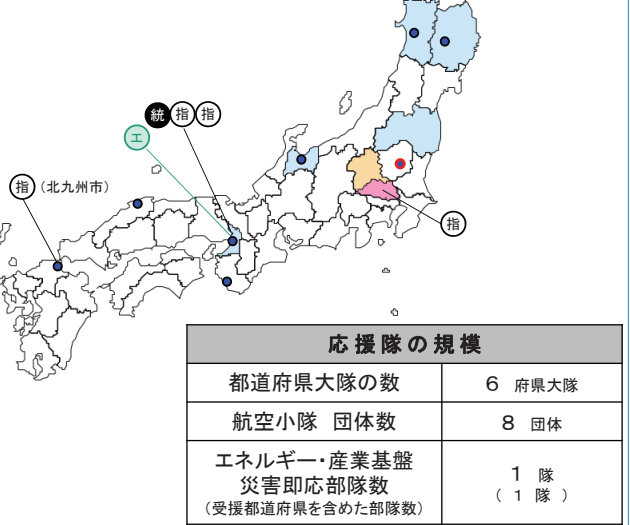 統 指 指
エ
指 (北九州市)
指
応援隊の規模
都道府県大隊の数 6 府県大隊
航空小隊 団体数 8 団体
エネルギー・産業基盤
災害即応部隊数
(受援都道府県を含めた部隊数)
1 隊
( 1 隊 )